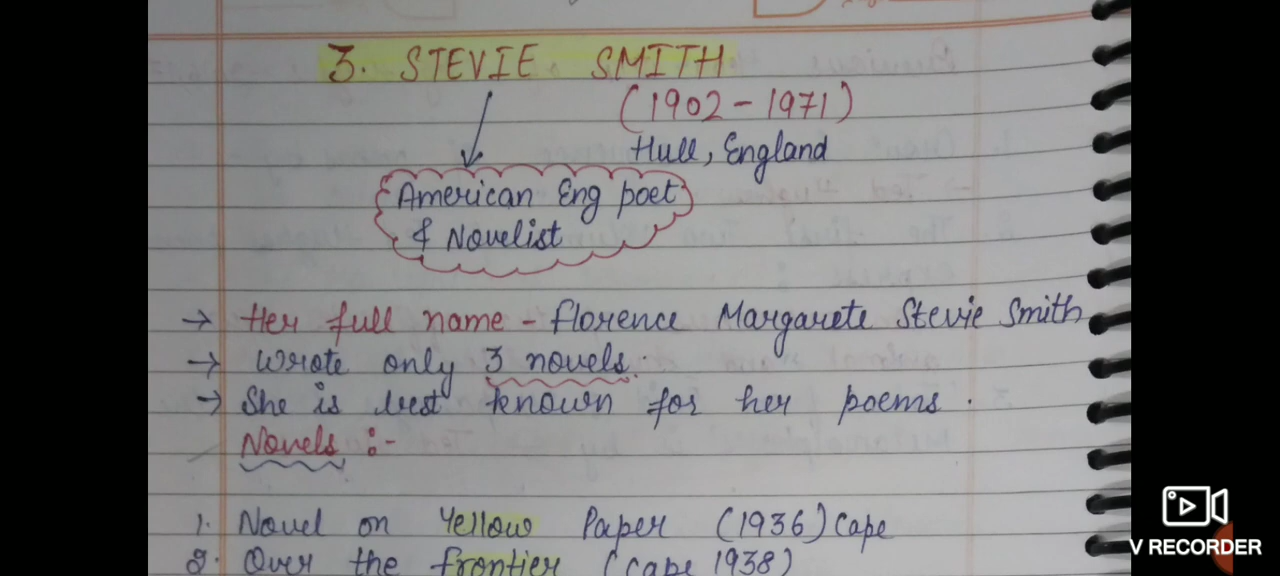 3. STEVIE SMITH
(1902-1971)
Hull, England
American Eng poet
& Novelist
→ Her full name - Florence Margarete Stevie Smith
→ Wrote only 3 novels.
→ She is best known for her poems.
Novels :-
1. Novel on Yellow Paper (1936) Cape
2. Over the frontier (Cape 1938)
V RECORDER